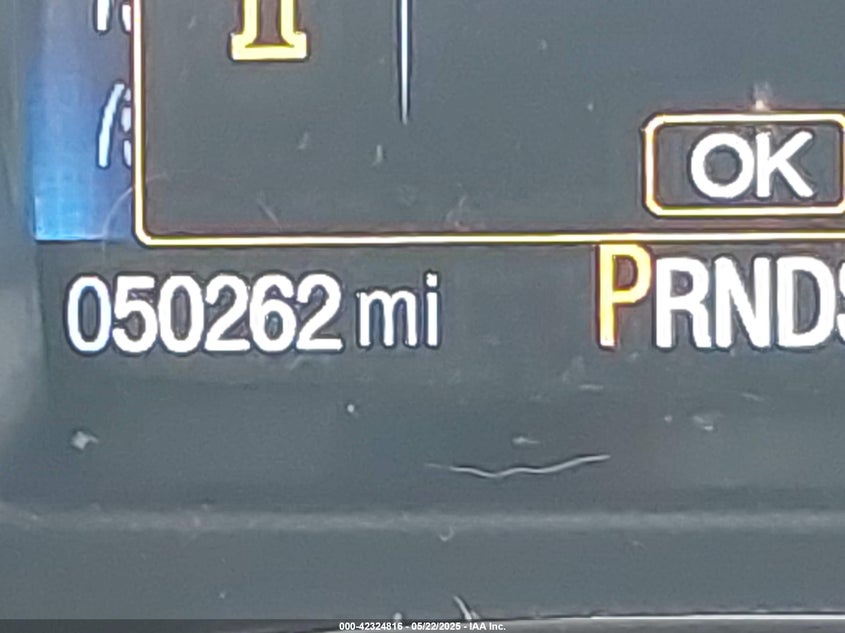 OK
050262 mi
PRNDS
000-42324816 - 05/22/2025 - IAA Inc.